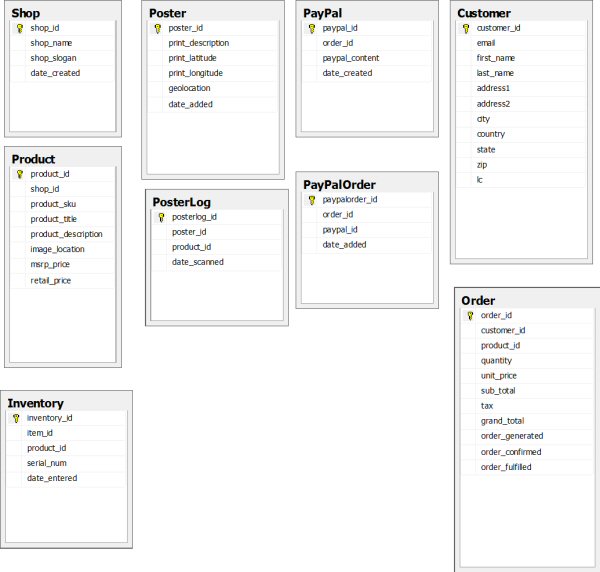 Shop
shop_id
shop_name
shop_slogan
date_created
Poster
poster_id
print_description
print_latitude
print_longitude
geolocation
date_added
PayPal
paypal_id
order_id
paypal_content
date_created
Customer
customer_id
email
first_name
last_name
address1
address2
city
country
state
zip
lc
Product
product_id
shop_id
product_sku
product_title
product_description
image_location
msrp_price
retail_price
PosterLog
posterlog_id
poster_id
product_id
date_scanned
PayPalOrder
paypalorder_id
order_id
paypal_id
date_added
Order
order_id
customer_id
product_id
quantity
unit_price
sub_total
tax
grand_total
order_generated
order_confirmed
order_fulfilled
Inventory
inventory_id
item_id
product_id
serial_num
date_entered